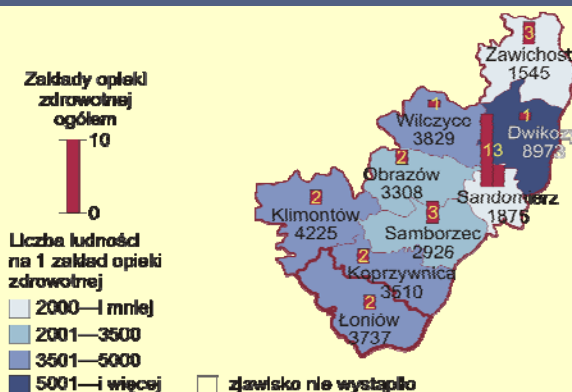 Zakłady opieki
zdrowotnej
ogółem
10
0
Liczba ludności
na 1 zakład opieki
zdrowotnej
2000—i mniej
2001—3500
3501—5000
5001—i więcej
zjawisko nie wystąpiło
3
Zawichost
1545
1
Wilczyce
3829
1
Dwikozy
8973
13
Sandomierz
1875
2
Obrazów
3308
2
Klimontów
4225
3
Samborzec
2926
2
Koprzywnica
3510
2
Łoniów
3737